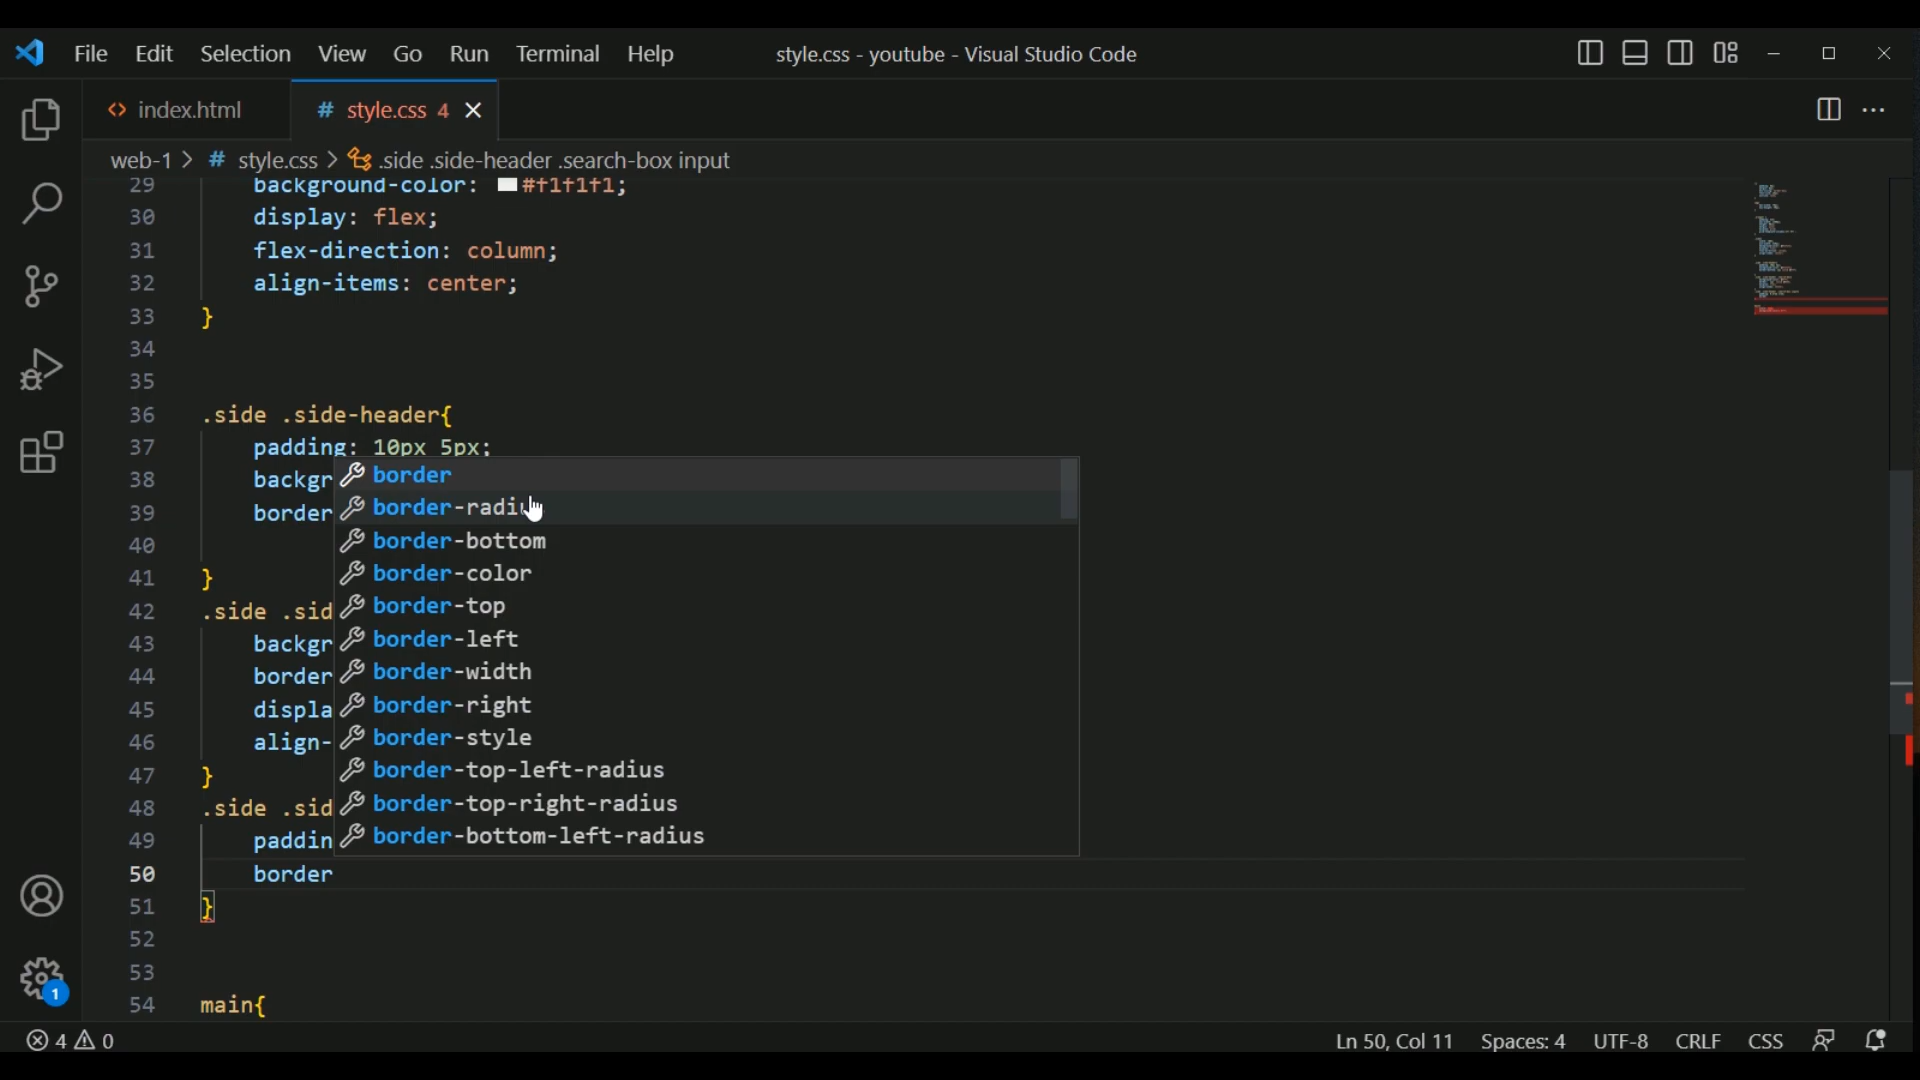 File Edit Selection View Go Run Terminal Help style.css - youtube - Visual Studio Code
<> index.html # style.css 4
web-1 > # style.css > .side .side-header .search-box input
29 background-color: #f1f1f1;
30 display: flex;
31 flex-direction: column;
32 align-items: center;
33 }
34
35
36 .side .side-header{
37 padding: 10px 5px;
38 backgr
border
39 border
border-radiu
40
border-bottom
border-color
41 }
42 .side .sid
border-top
43 backgr
border-left
44 border
border-width
45 displa
border-right
46 align-
border-style
47 }
border-top-left-radius
48 .side .sid
border-top-right-radius
49 paddin
border-bottom-left-radius
50 border
51 }
52
53
54 main{
4 0 Ln 50, Col 11 Spaces: 4 UTF-8 CRLF CSS
1